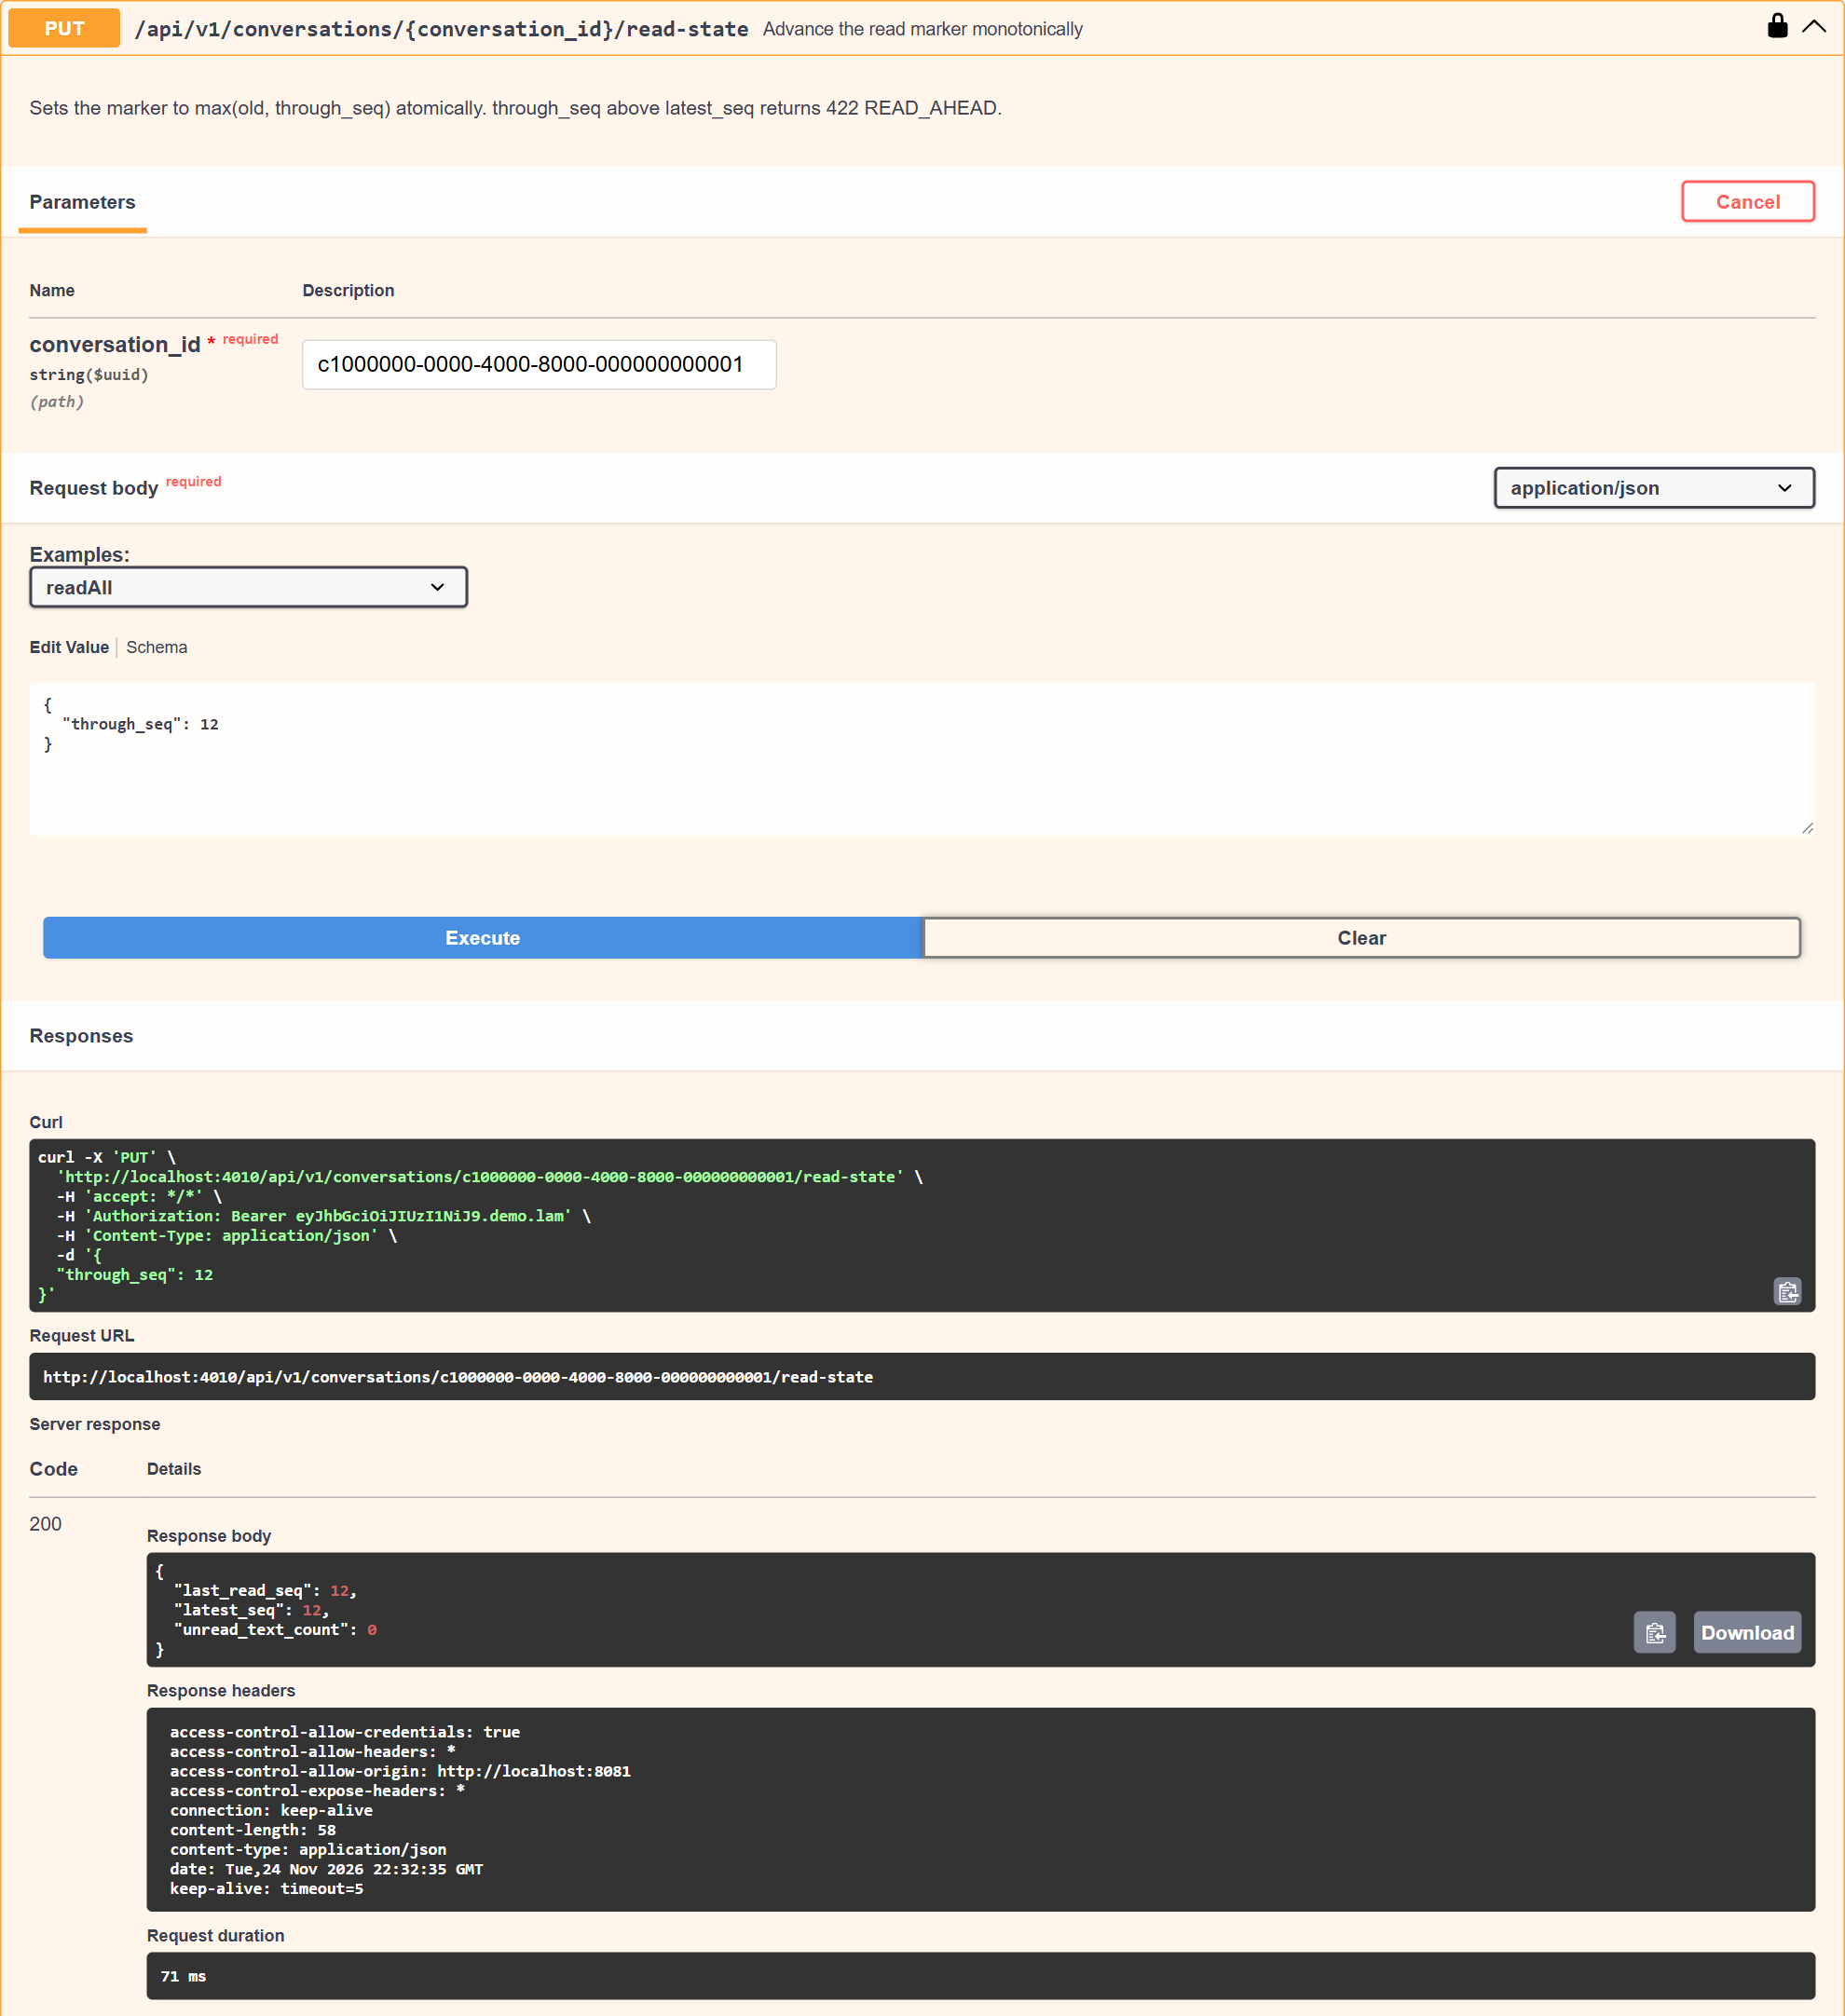 PUT /api/v1/conversations/{conversation_id}/read-state Advance the read marker monotonically
Sets the marker to max(old, through_seq) atomically. through_seq above latest_seq returns 422 READ_AHEAD.
Parameters Cancel
Name Description
conversation_id * required
string($uuid)
(path)
c1000000-0000-4000-8000-000000000001
Request body required application/json
Examples:
readAll
Edit Value Schema
{
  "through_seq": 12
}
Execute Clear
Responses
Curl
curl -X 'PUT' \
  'http://localhost:4010/api/v1/conversations/c1000000-0000-4000-8000-000000000001/read-state' \
  -H 'accept: */*' \
  -H 'Authorization: Bearer eyJhbGciOiJIUzI1NiJ9.demo.lam' \
  -H 'Content-Type: application/json' \
  -d '{
  "through_seq": 12
}'
Request URL
http://localhost:4010/api/v1/conversations/c1000000-0000-4000-8000-000000000001/read-state
Server response
Code Details
200
Response body
{
  "last_read_seq": 12,
  "latest_seq": 12,
  "unread_text_count": 0
}
Download
Response headers
access-control-allow-credentials: true
access-control-allow-headers: *
access-control-allow-origin: http://localhost:8081
access-control-expose-headers: *
connection: keep-alive
content-length: 58
content-type: application/json
date: Tue,24 Nov 2026 22:32:35 GMT
keep-alive: timeout=5
Request duration
71 ms